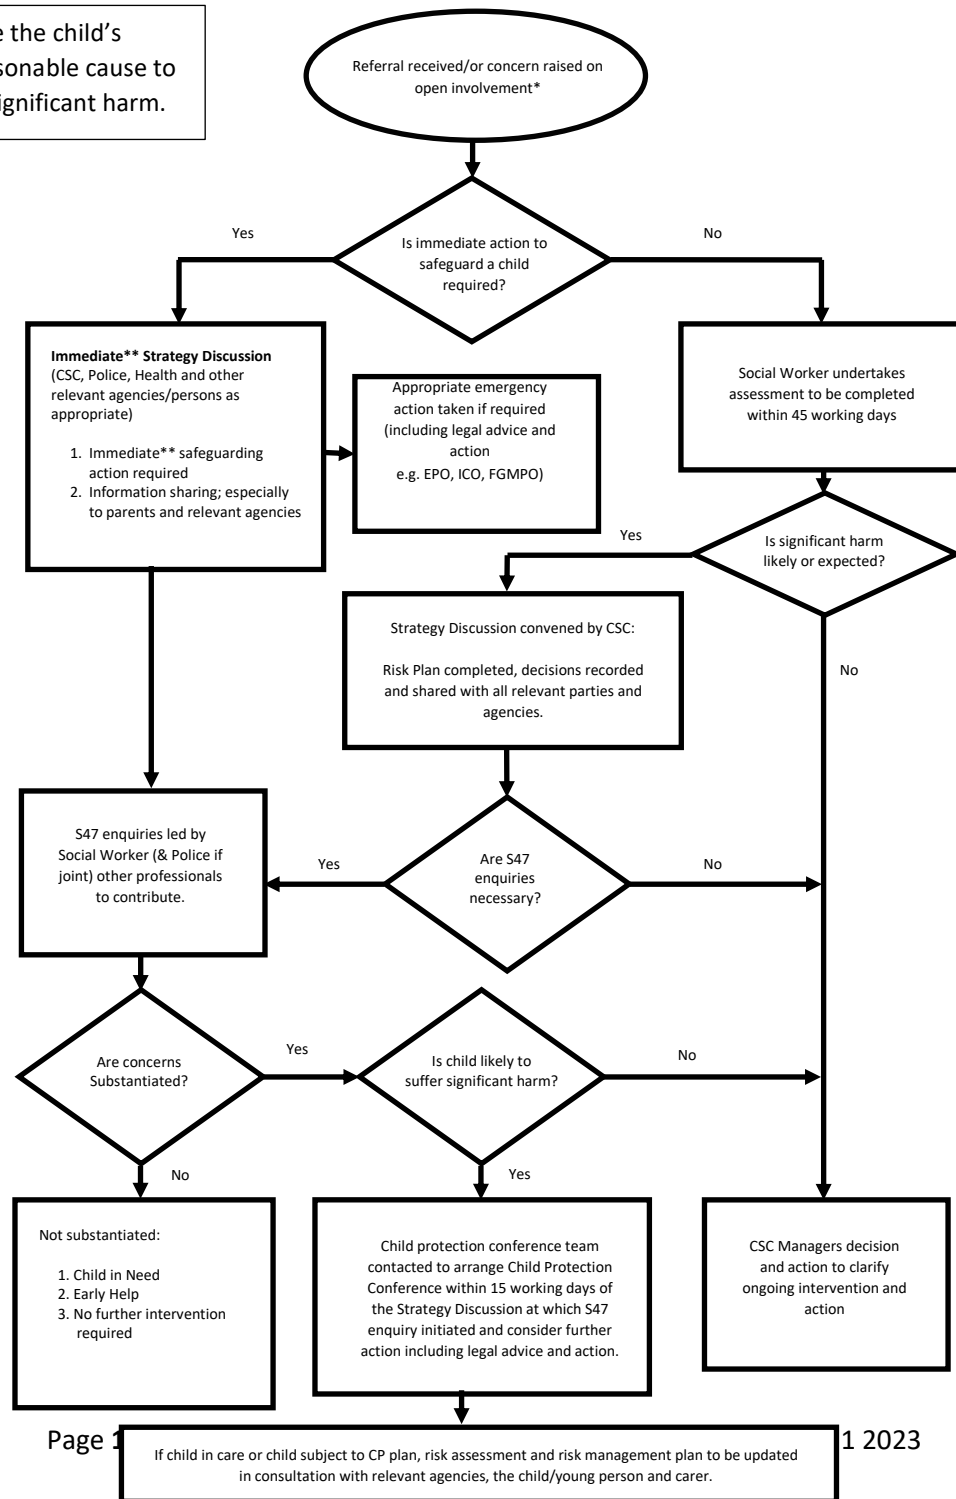 e the child’s
sonable cause to
significant harm.
Referral received/or concern raised on
open involvement*
Is immediate action to
safeguard a child
required?
Yes
No
Immediate** Strategy Discussion
(CSC, Police, Health and other
relevant agencies/persons as
appropriate)
1. Immediate** safeguarding
action required
2. Information sharing; especially
to parents and relevant agencies
Appropriate emergency
action taken if required
(including legal advice and
action
e.g. EPO, ICO, FGMPO)
Social Worker undertakes
assessment to be completed
within 45 working days
Is significant harm
likely or expected?
Yes
No
Strategy Discussion convened by CSC:
Risk Plan completed, decisions recorded
and shared with all relevant parties and
agencies.
Are S47
enquiries
necessary?
Yes
No
S47 enquiries led by
Social Worker (& Police if
joint) other professionals
to contribute.
Are concerns
Substantiated?
Yes
No
Is child likely to
suffer significant harm?
No
Yes
Not substantiated:
1. Child in Need
2. Early Help
3. No further intervention
required
Child protection conference team
contacted to arrange Child Protection
Conference within 15 working days of
the Strategy Discussion at which S47
enquiry initiated and consider further
action including legal advice and action.
CSC Managers decision
and action to clarify
ongoing intervention and
action
If child in care or child subject to CP plan, risk assessment and risk management plan to be updated
in consultation with relevant agencies, the child/young person and carer.
Page 1
1 2023